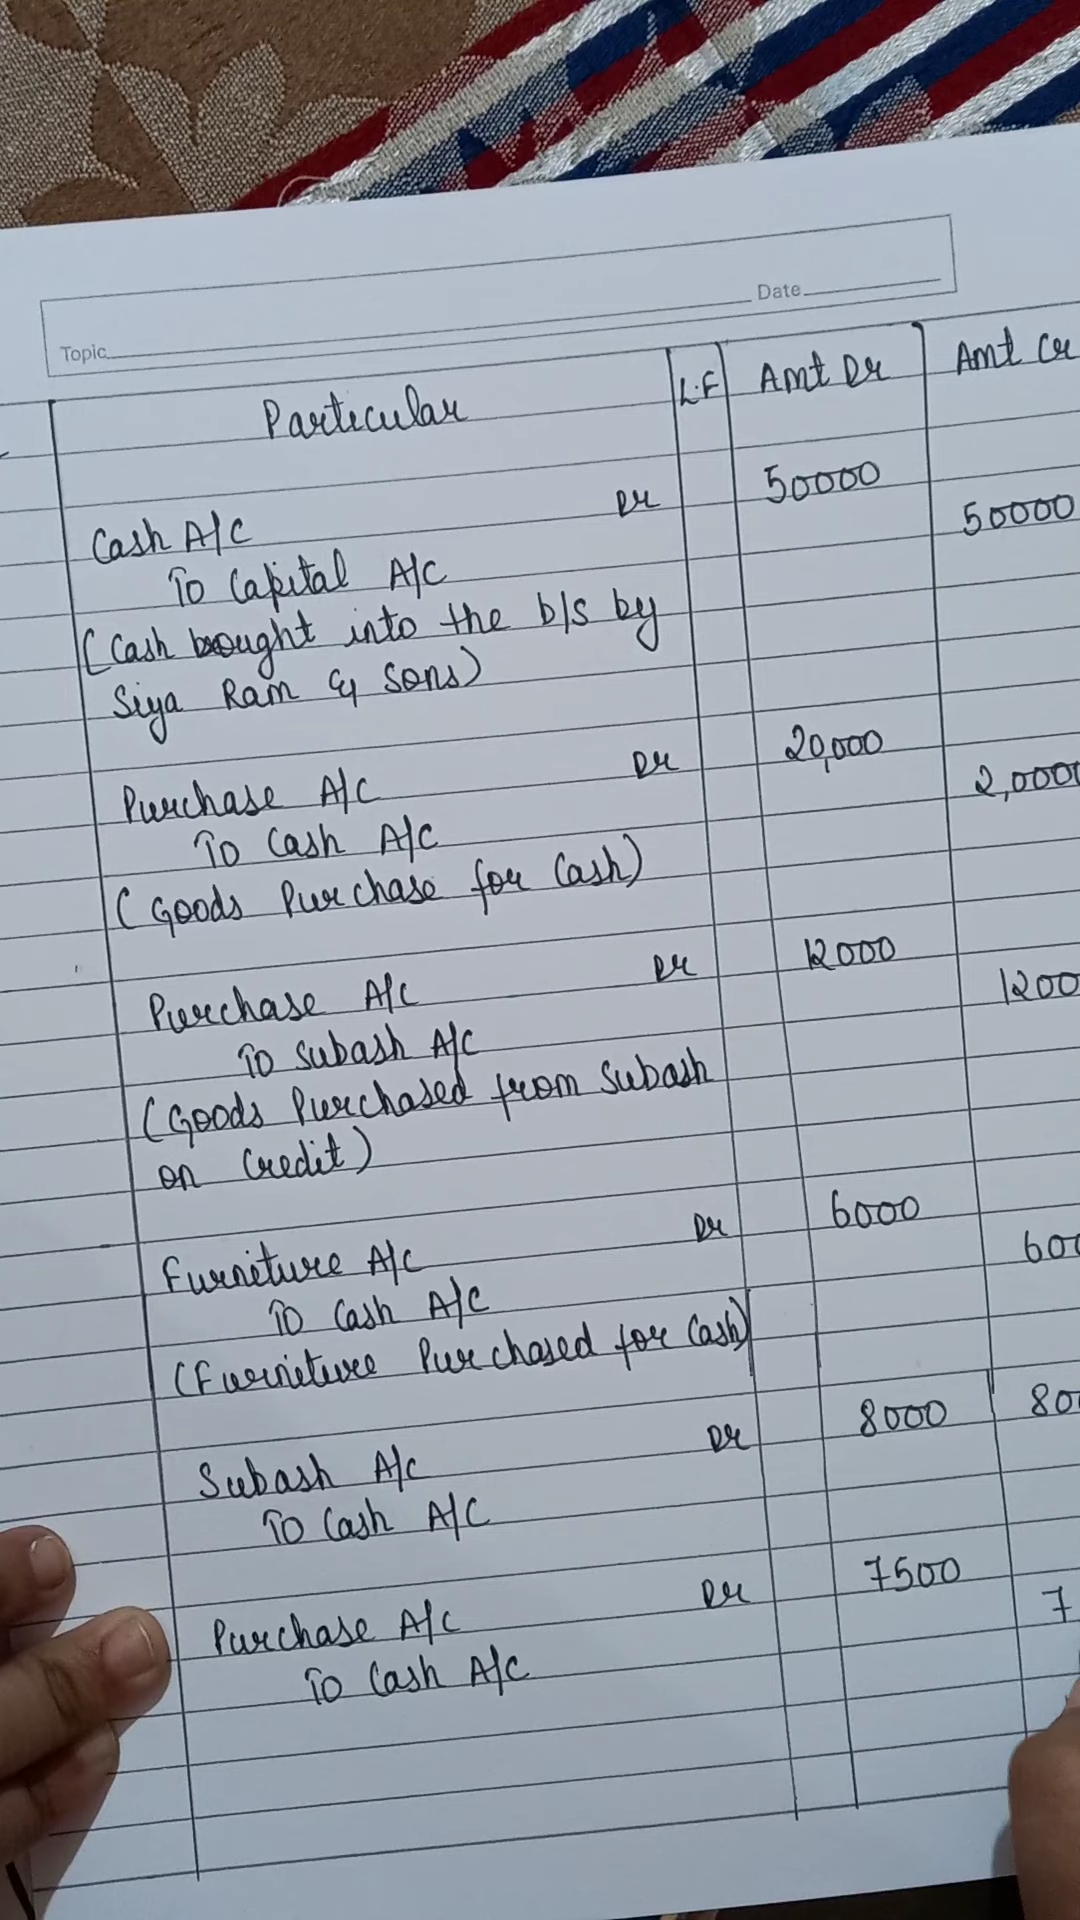 Topic Date
Particular L.F Amt Dr Amt Cr
Cash A/C Dr 50000
To Capital A/C 50000
(Cash bought into the b/s by
Siya Ram & Sons)
Purchase A/C Dr 20,000
To Cash A/C 2,000
(Goods Purchase for Cash)
Purchase A/C Dr 12000
To Subash A/C 1200
(Goods Purchased from Subash
on Credit)
Furniture A/C Dr 6000
To Cash A/C 600
(Furniture Purchased for Cash)
Subash A/C Dr 8000 80
To Cash A/C
Purchase A/C Dr 7500
To Cash A/C 7